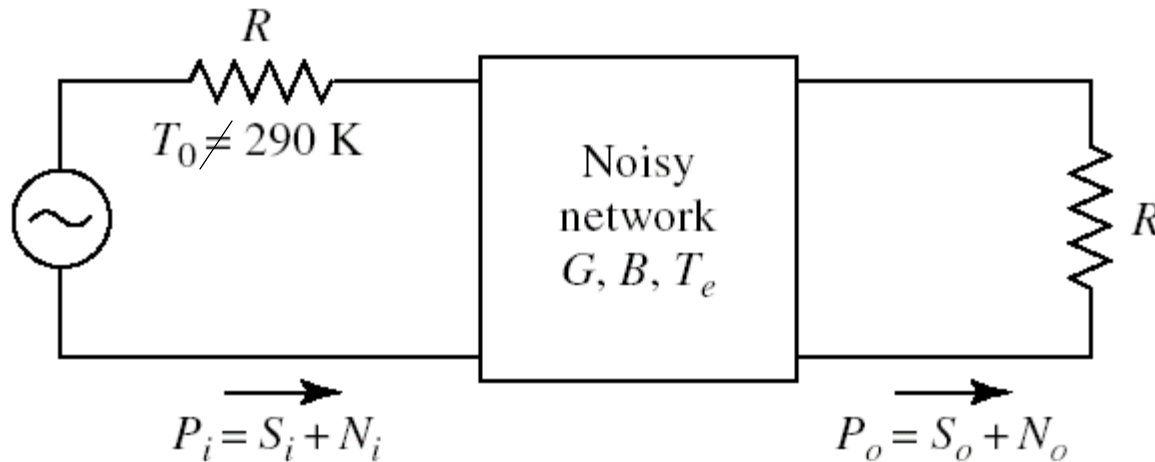 R
T₀ ≠ 290 K
Noisy
network
G, B, Tₑ
R
Pᵢ = Sᵢ + Nᵢ
Pₒ = Sₒ + Nₒ